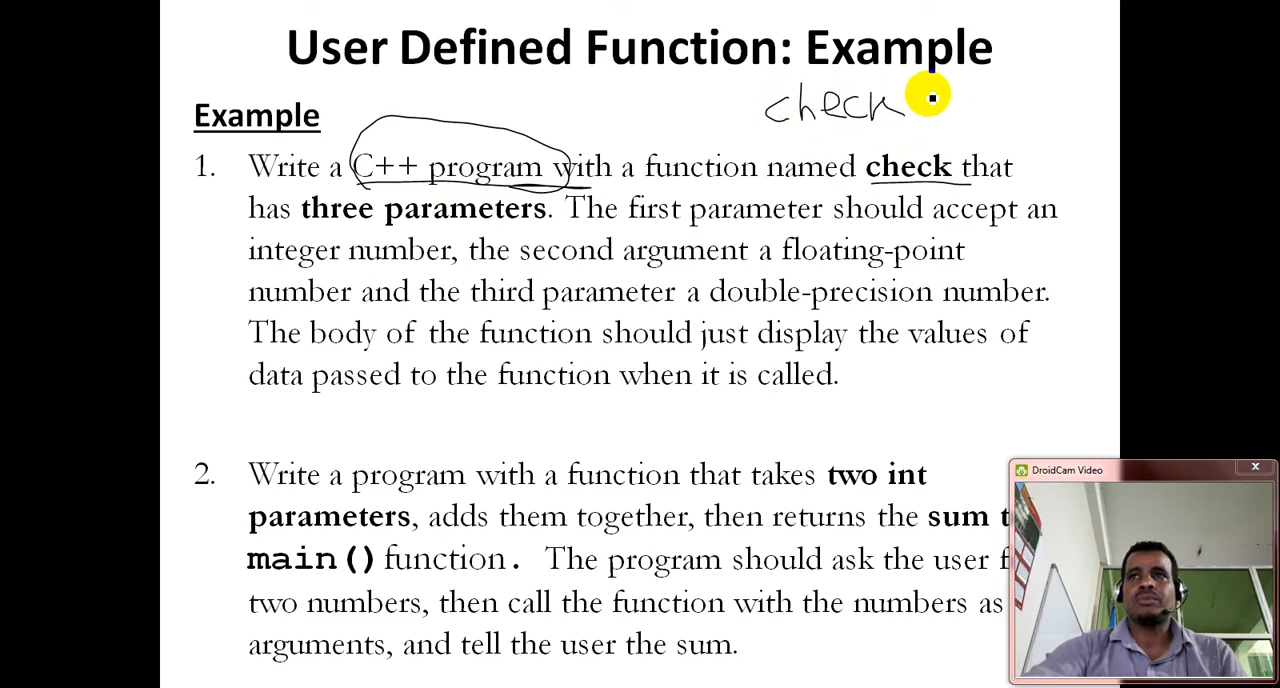 User Defined Function: Example
check
Example
1. Write a C++ program with a function named check that
has three parameters. The first parameter should accept an
integer number, the second argument a floating-point
number and the third parameter a double-precision number.
The body of the function should just display the values of
data passed to the function when it is called.
2. Write a program with a function that takes two int
parameters, adds them together, then returns the sum
main() function. The program should ask the user
two numbers, then call the function with the numbers as
arguments, and tell the user the sum.
DroidCam Video